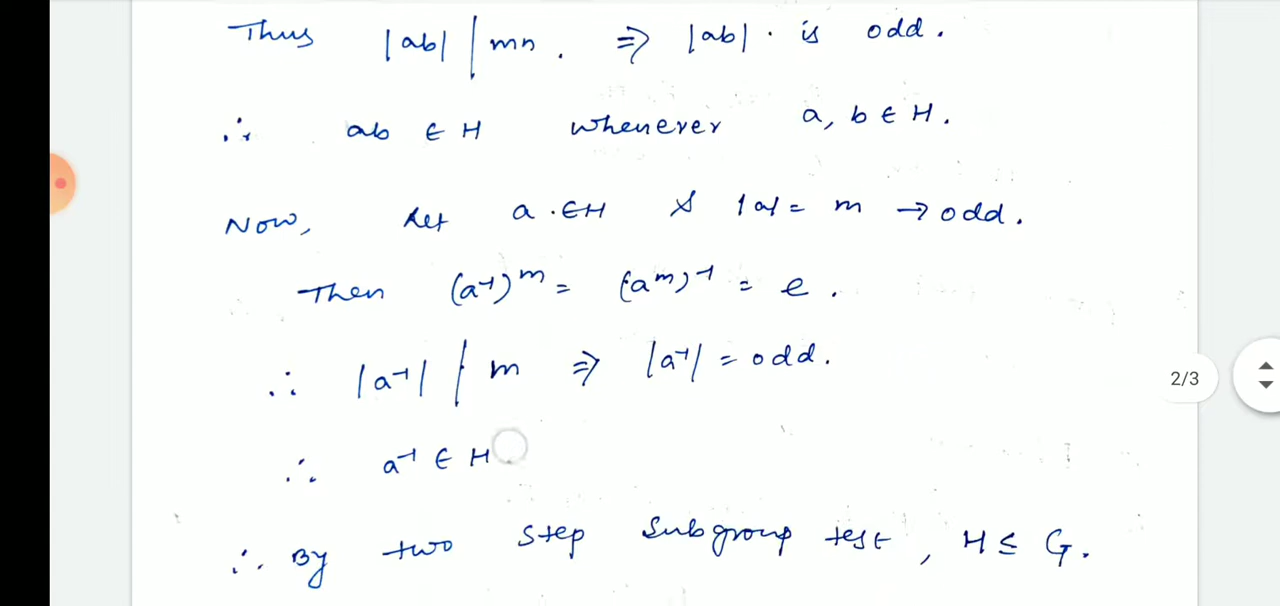 Thus |ab| | mn. ⇒ |ab| is odd.
∴ ab ∈ H whenever a, b ∈ H.
Now, Let a ∈ H & |a| = m → odd.
Then (a⁻¹)ᵐ = (aᵐ)⁻¹ = e.
∴ |a⁻¹| | m ⇒ |a⁻¹| = odd.
2/3
∴ a⁻¹ ∈ H
∴ By two step subgroup test, H ≤ G.